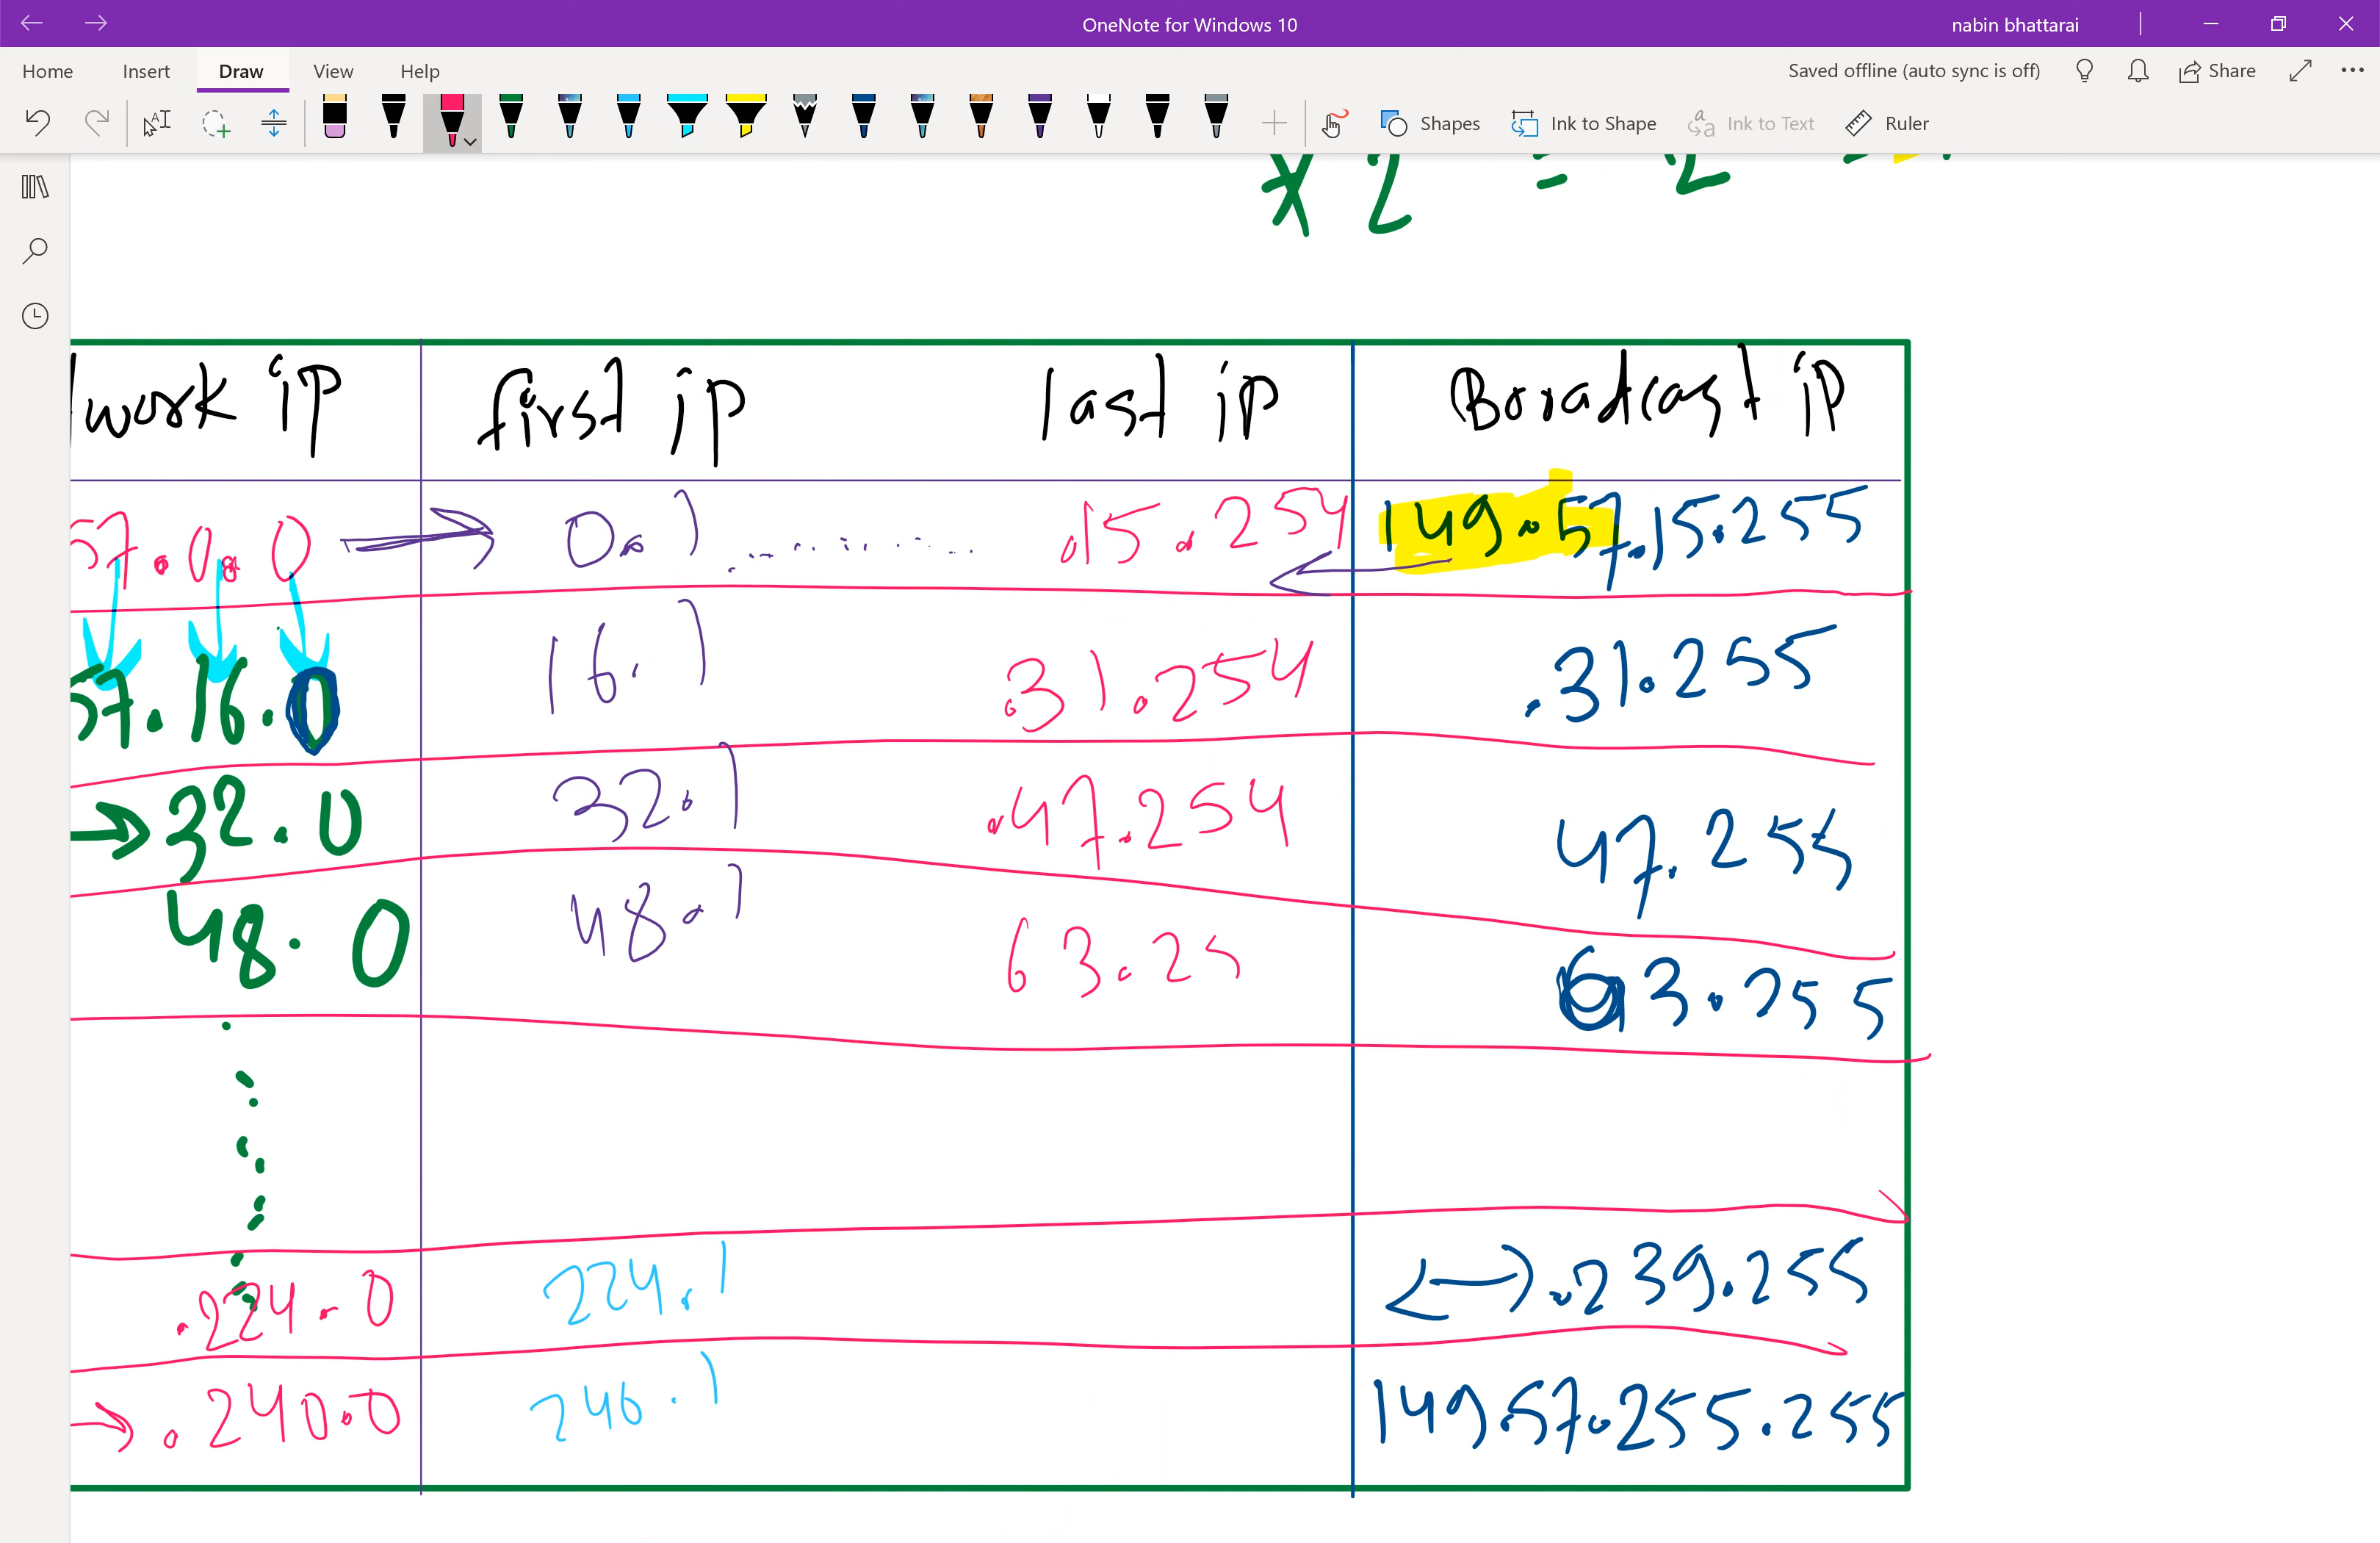 OneNote for Windows 10 nabin bhattarai
Home Insert Draw View Help Saved offline (auto sync is off) Share
Shapes Ink to Shape Ink to Text Ruler
* 2 = 2
work iP first ip last iP Boradcast iP
57.0.0 0.1 ............ .15.254 149.57.15.255
57.16.0 16.1 .31.254 .31.255
32.0 32.1 .47.254 47.255
48.0 48.1 63.25 63.255
.224.0 224.1 .239.255
.240.0 240.1 149.57.255.255